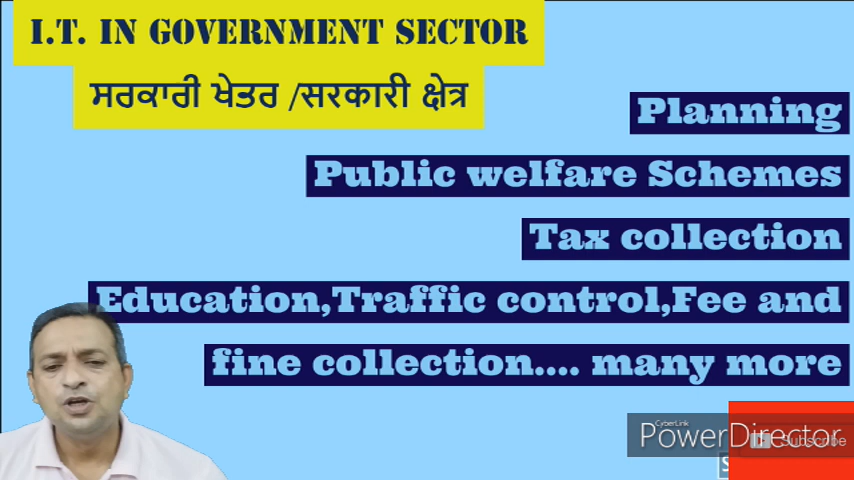 I.T. IN GOVERNMENT SECTOR
ਸਰਕਾਰੀ ਖੇਤਰ /सरकारी क्षेत्र
Planning
Public welfare Schemes
Tax collection
Education,Traffic control,Fee and
fine collection.... many more
CyberLink
PowerDirector
Subscribe